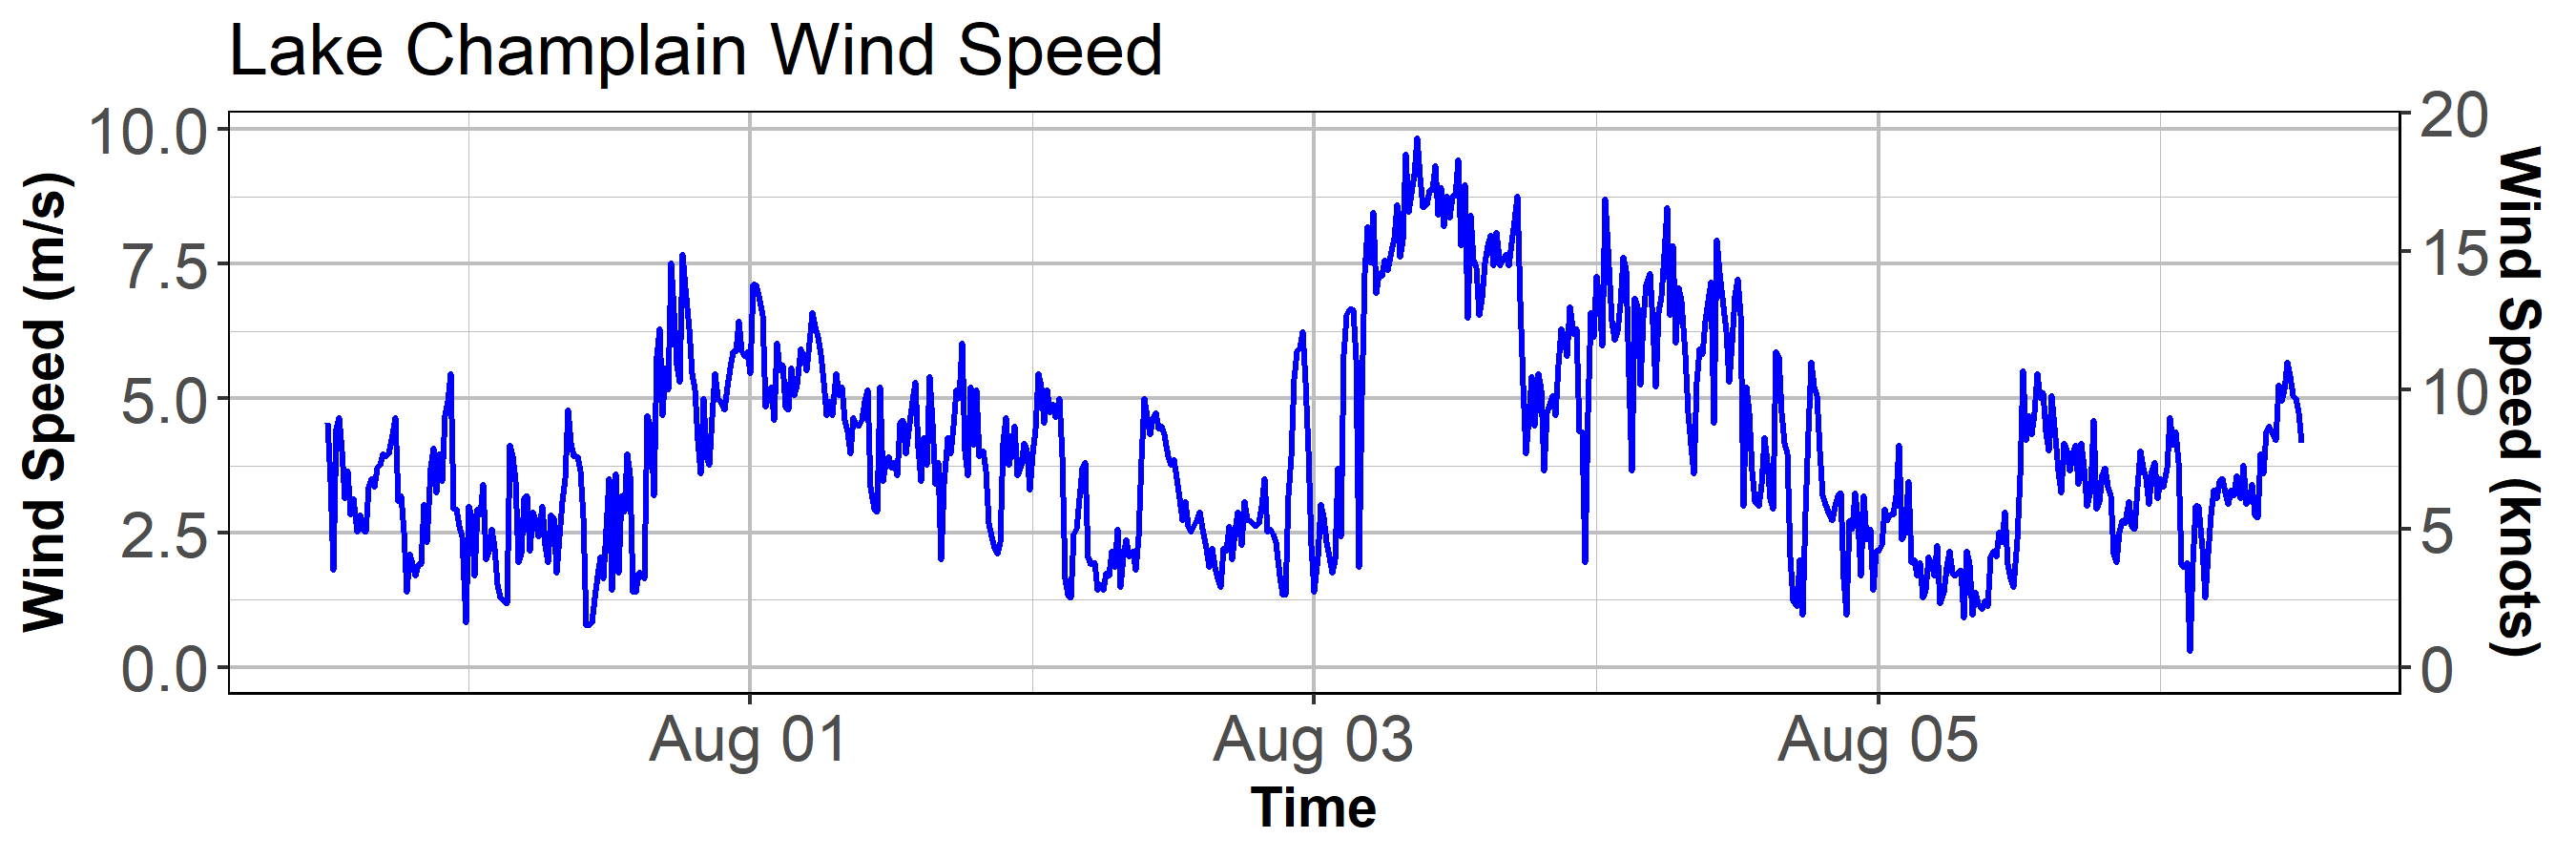 Lake Champlain Wind Speed
10.0
7.5
5.0
2.5
0.0
Wind Speed (m/s)
20
15
10
5
0
Wind Speed (knots)
Aug 01
Aug 03
Aug 05
Time